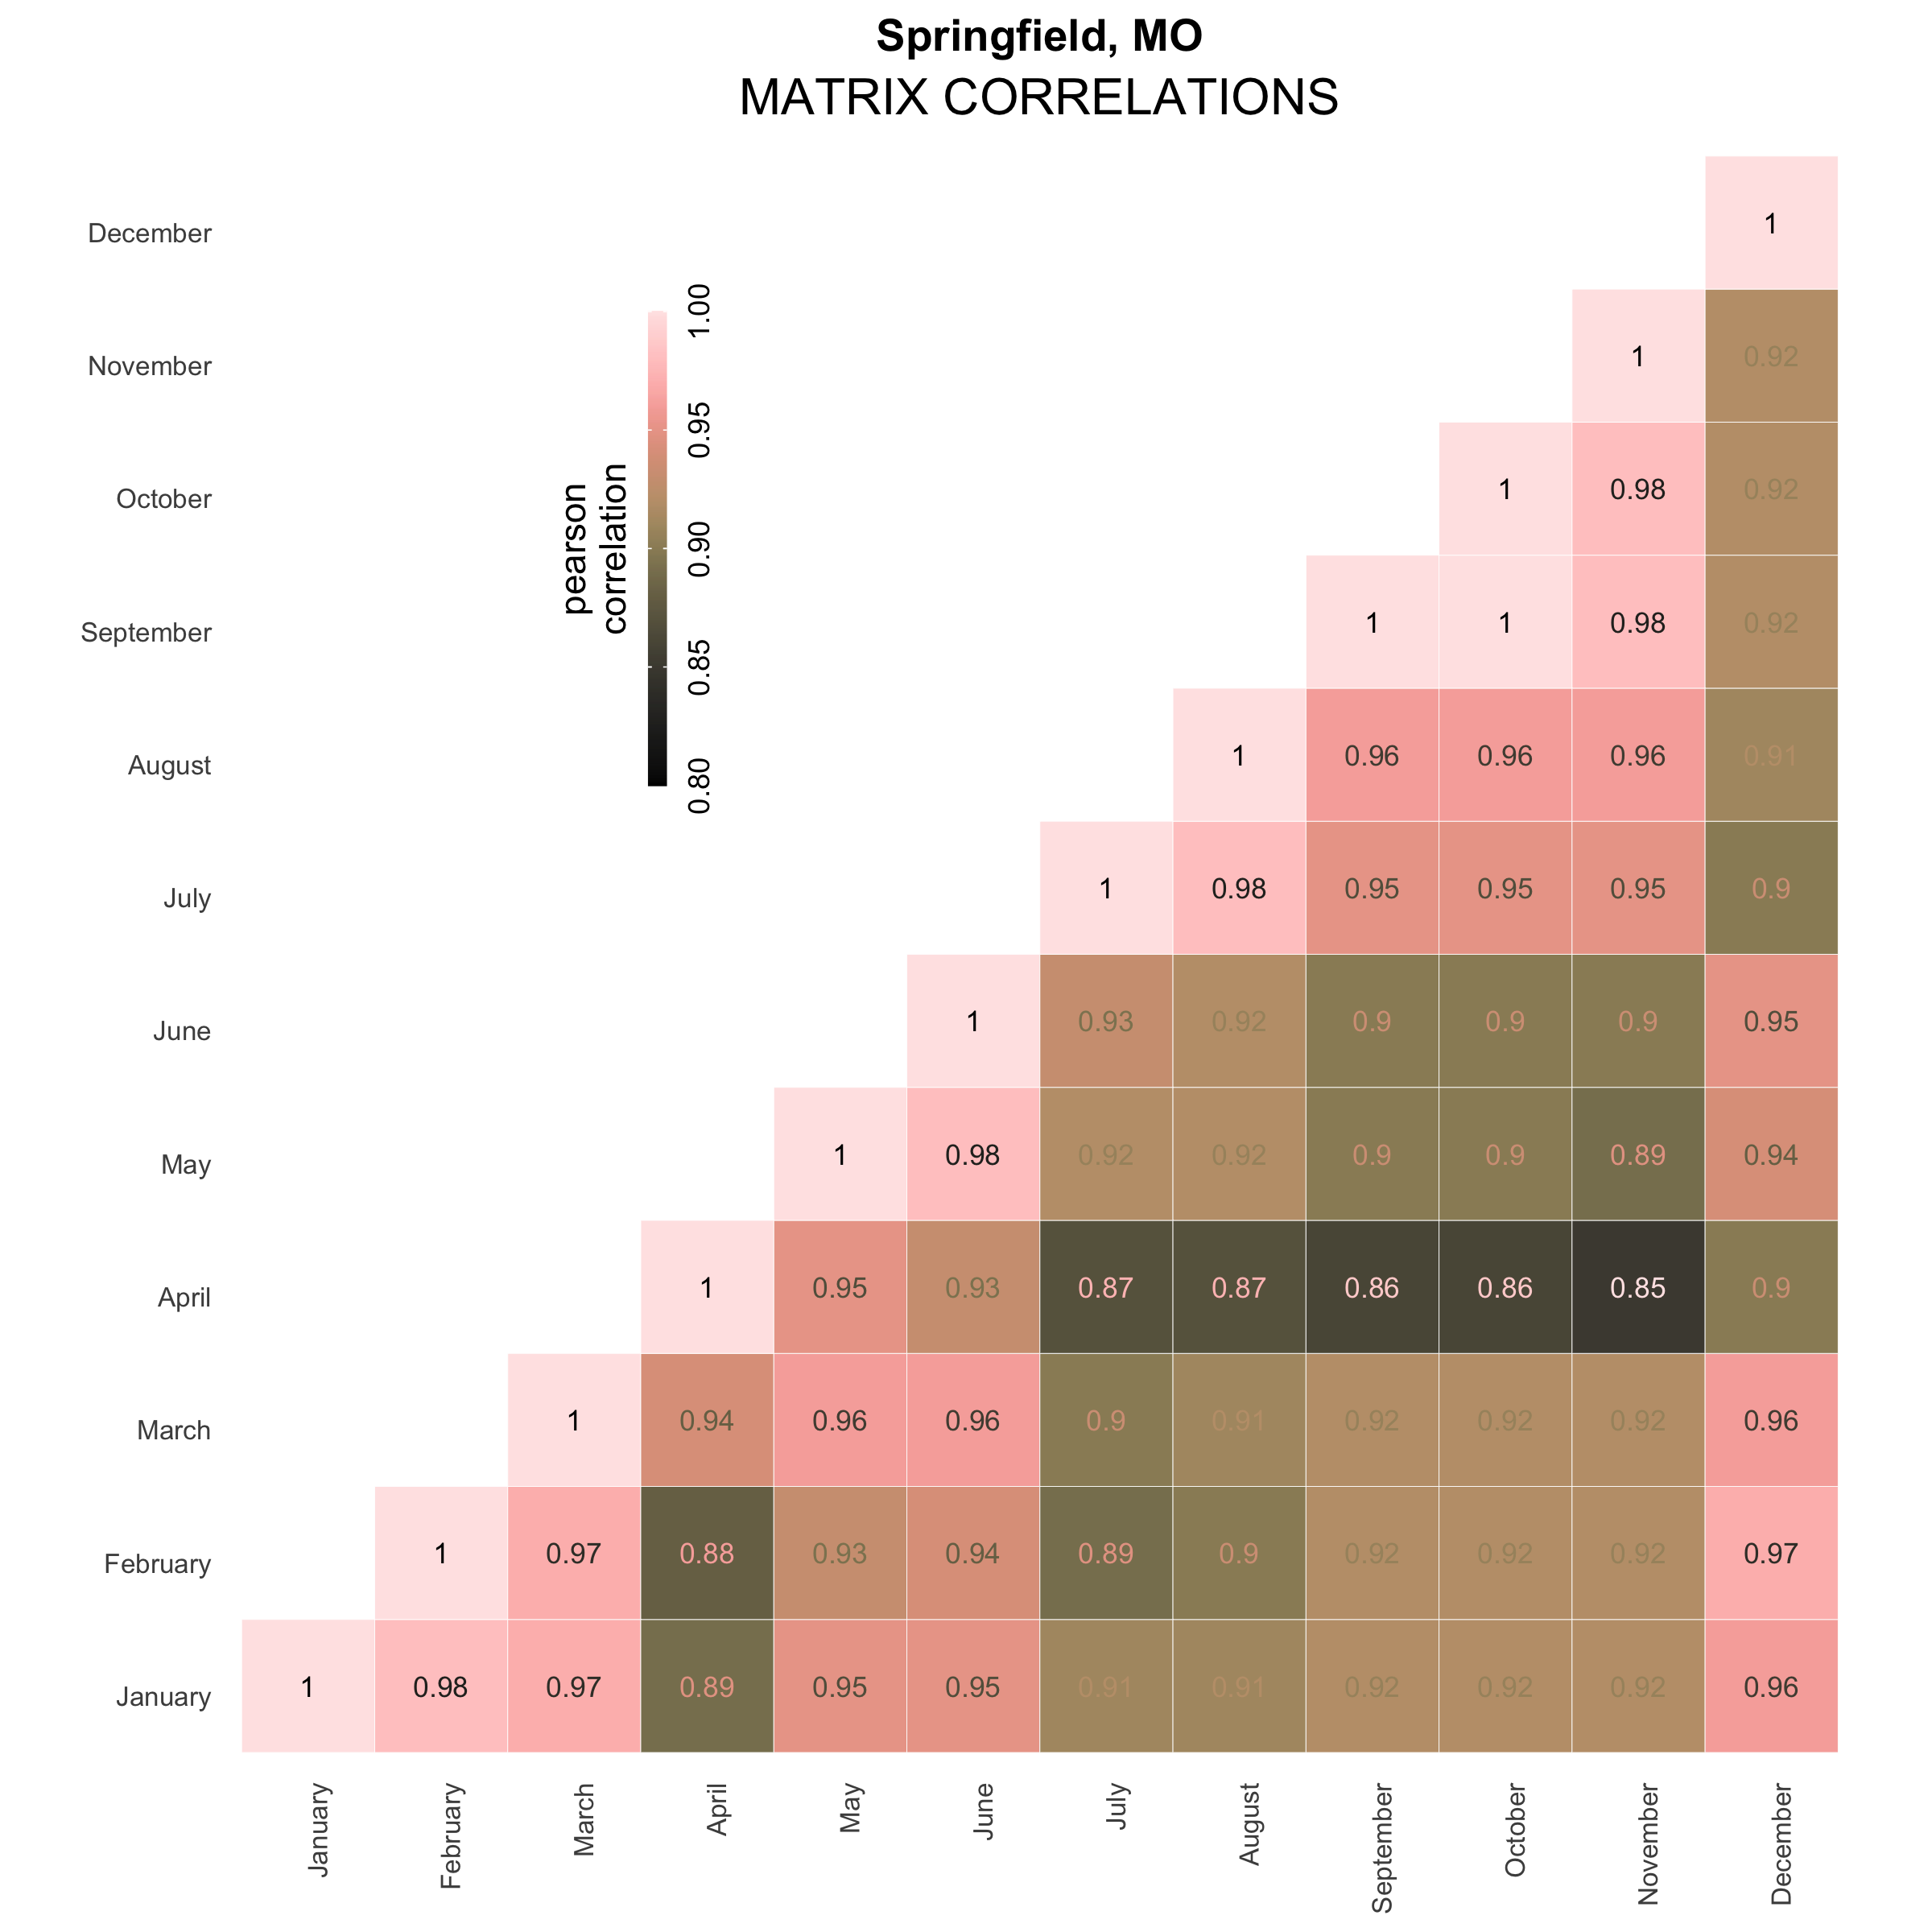 Springfield, MO
MATRIX CORRELATIONS
December 1
November 1 0.92
October 1 0.98 0.92
September 1 1 0.98 0.92
August 1 0.96 0.96 0.96 0.91
July 1 0.98 0.95 0.95 0.95 0.9
June 1 0.93 0.92 0.9 0.9 0.9 0.95
May 1 0.98 0.92 0.92 0.9 0.9 0.89 0.94
April 1 0.95 0.93 0.87 0.87 0.86 0.86 0.85 0.9
March 1 0.94 0.96 0.96 0.9 0.91 0.92 0.92 0.92 0.96
February 1 0.97 0.88 0.93 0.94 0.89 0.9 0.92 0.92 0.92 0.97
January 1 0.98 0.97 0.89 0.95 0.95 0.91 0.91 0.92 0.92 0.92 0.96
January February March April May June July August September October November December
pearson
correlation
0.80 0.85 0.90 0.95 1.00